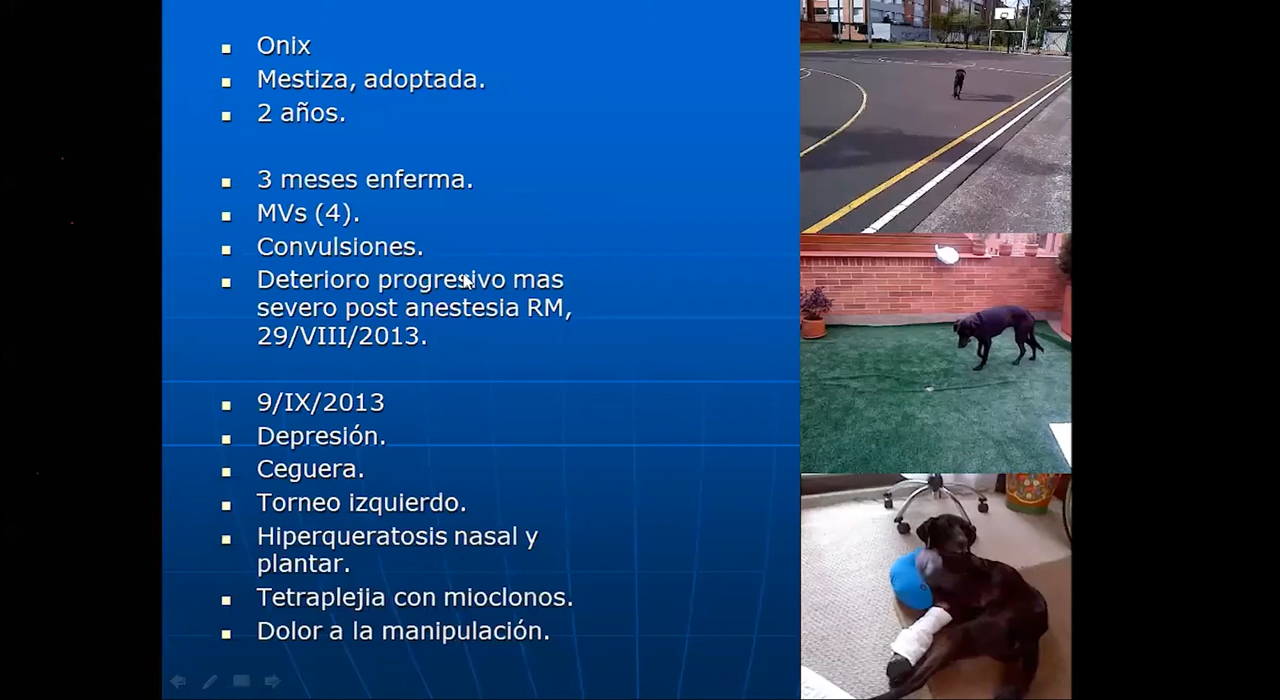 Onix
Mestiza, adoptada.
2 años.
3 meses enferma.
MVs (4).
Convulsiones.
Deterioro progresivo mas
severo post anestesia RM,
29/VIII/2013.
9/IX/2013
Depresión.
Ceguera.
Torneo izquierdo.
Hiperqueratosis nasal y
plantar.
Tetraplejia con mioclonos.
Dolor a la manipulación.